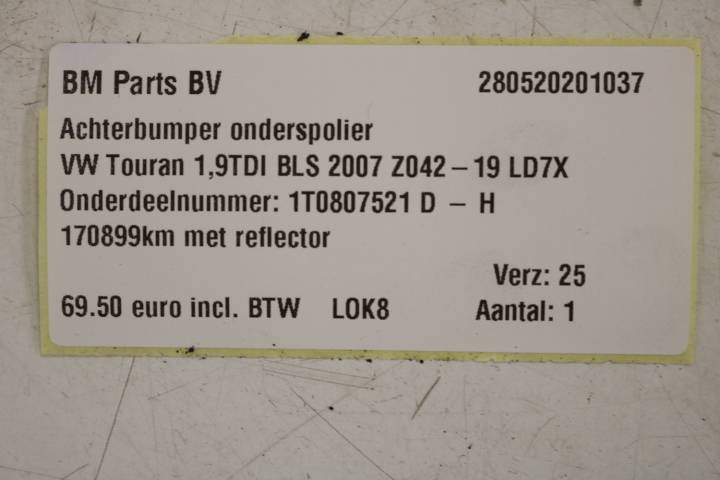 BM Parts BV 280520201037
Achterbumper onderspolier
VW Touran 1,9TDI BLS 2007 Z042 – 19 LD7X
Onderdeelnummer: 1T0807521 D – H
170899km met reflector
Verz: 25
69.50 euro incl. BTW LOK8 Aantal: 1